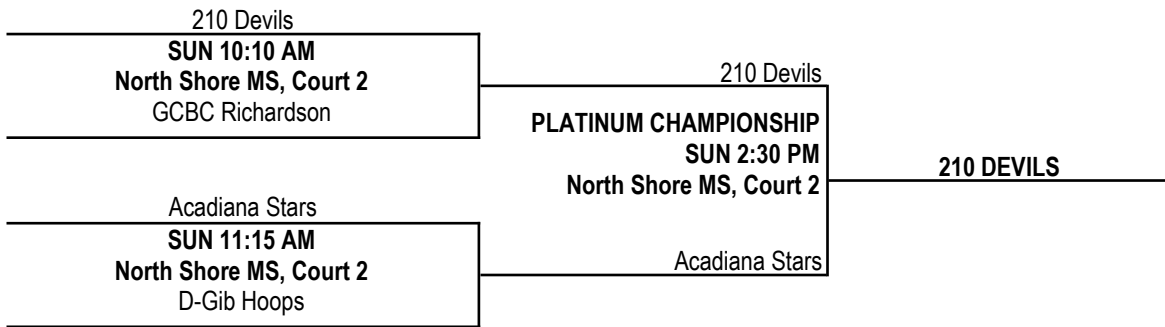 210 Devils
SUN 10:10 AM
North Shore MS, Court 2
GCBC Richardson
210 Devils
PLATINUM CHAMPIONSHIP
SUN 2:30 PM
North Shore MS, Court 2
210 DEVILS
Acadiana Stars
SUN 11:15 AM
North Shore MS, Court 2
D-Gib Hoops
Acadiana Stars